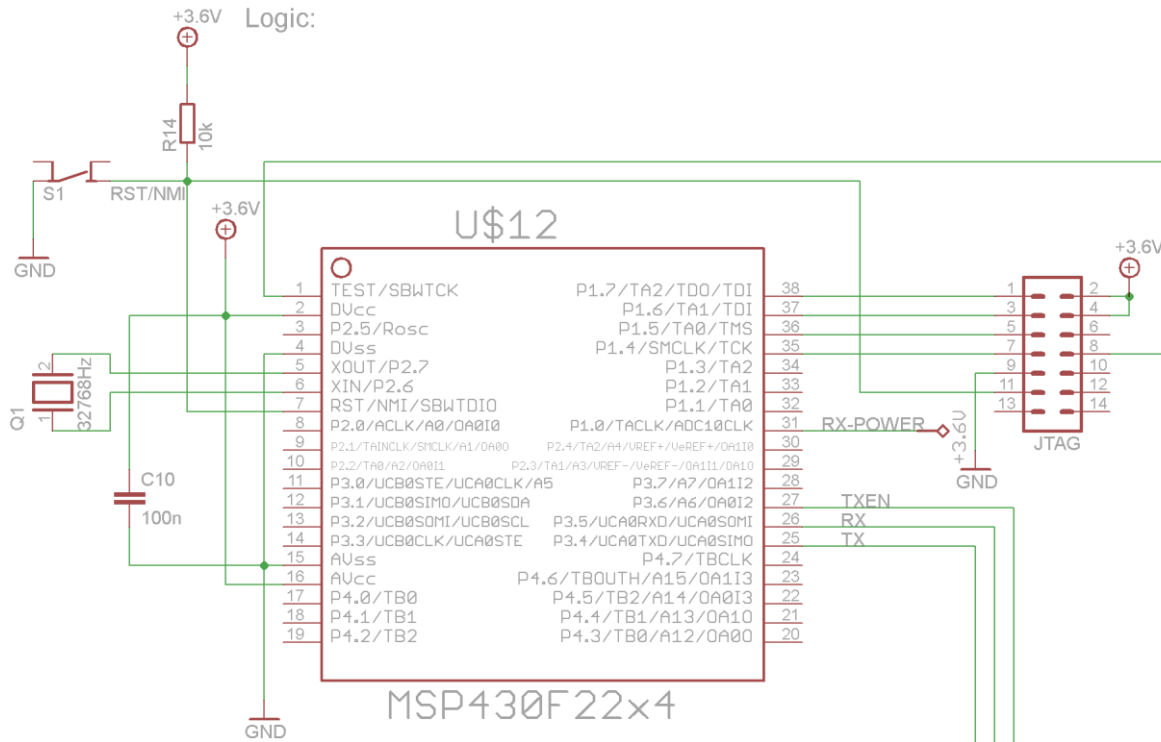 +3.6V
Logic:
R14
10k
S1
RST/NMI
GND
+3.6V
U$12
+3.6V
1 TEST/SBWTCK
2 DVcc
3 P2.5/Rosc
4 DVss
5 XOUT/P2.7
6 XIN/P2.6
7 RST/NMI/SBWTDIO
8 P2.0/ACLK/A0/OA0I0
9 P2.1/TAINCLK/SMCLK/A1/OA0O
10 P2.2/TA0/A2/OA0I1
11 P3.0/UCB0STE/UCA0CLK/A5
12 P3.1/UCB0SIMO/UCB0SDA
13 P3.2/UCB0SOMI/UCB0SCL
14 P3.3/UCB0CLK/UCA0STE
15 AVss
16 AVcc
17 P4.0/TB0
18 P4.1/TB1
19 P4.2/TB2
P1.7/TA2/TDO/TDI 38
P1.6/TA1/TDI 37
P1.5/TA0/TMS 36
P1.4/SMCLK/TCK 35
P1.3/TA2 34
P1.2/TA1 33
P1.1/TA0 32
P1.0/TACLK/ADC10CLK 31
P2.4/TA2/A4/VREF+/VeREF+/OA1I0 30
P2.3/TA1/A3/VREF-/VeREF-/OA1I1/OA1O 29
P3.7/A7/OA1I2 28
P3.6/A6/OA0I2 27
P3.5/UCA0RXD/UCA0SOMI 26
P3.4/UCA0TXD/UCA0SIMO 25
P4.7/TBCLK 24
P4.6/TBOUTH/A15/OA1I3 23
P4.5/TB2/A14/OA0I3 22
P4.4/TB1/A13/OA1O 21
P4.3/TB0/A12/OA0O 20
RX-POWER
+3.6V
TXEN
RX
TX
1 2
3 4
5 6
7 8
9 10
11 12
13 14
JTAG
GND
2
1
Q1
32768Hz
C10
100n
GND
MSP430F22x4